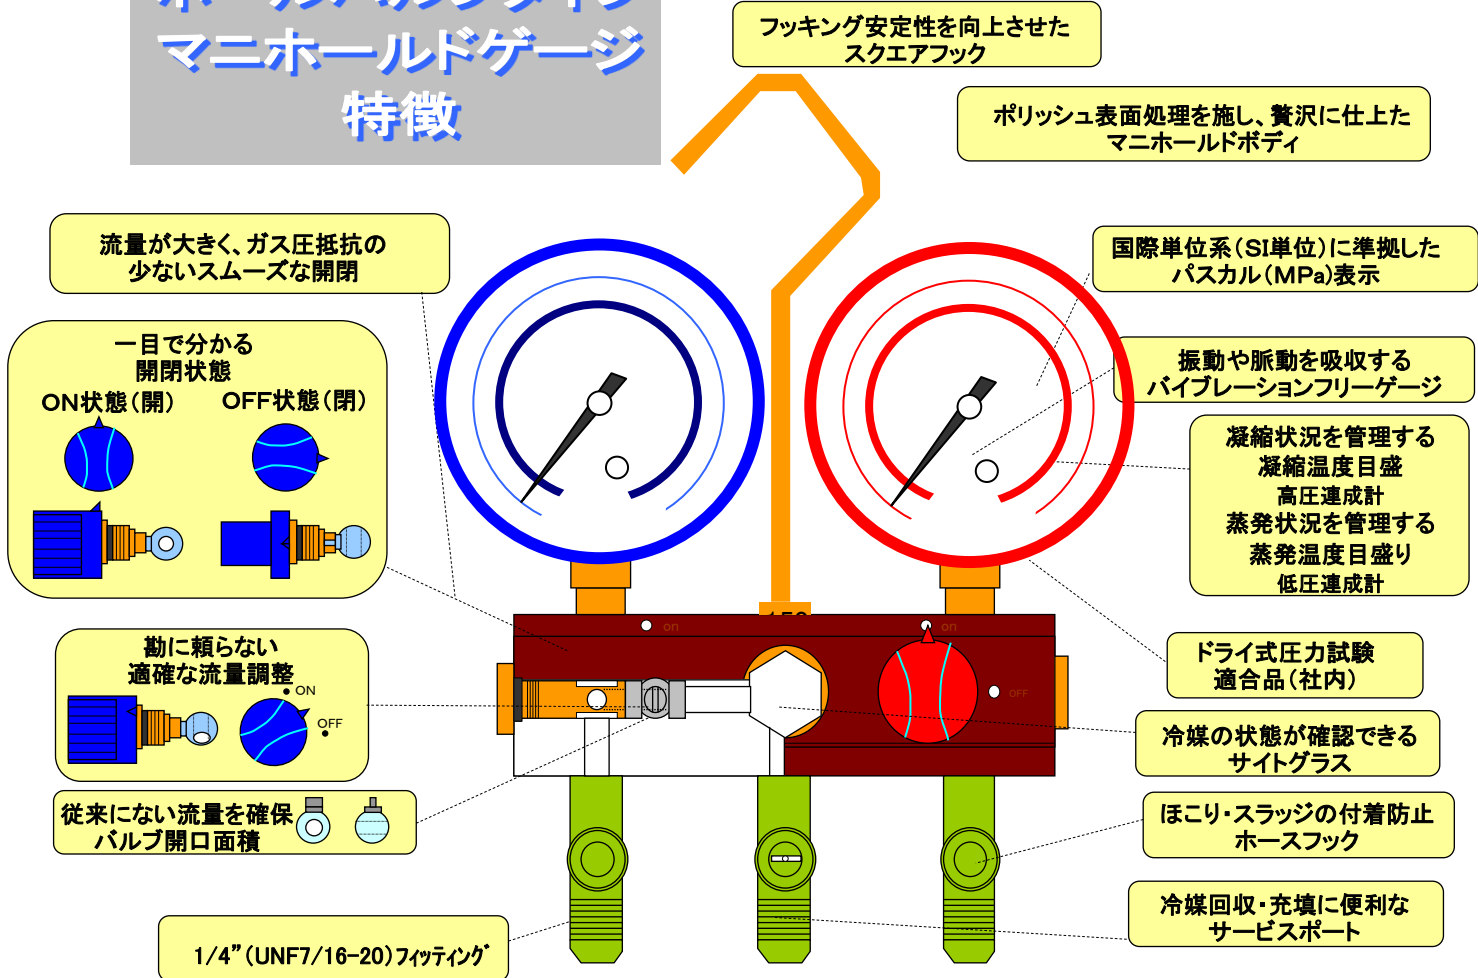 ボールバルブタイプ
マニホールドゲージ
特徴
フッキング安定性を向上させた
スクエアフック
ポリッシュ表面処理を施し、贅沢に仕上た
マニホールドボディ
流量が大きく、ガス圧抵抗の
少ないスムーズな開閉
国際単位系(SI単位)に準拠した
パスカル(MPa)表示
一目で分かる
開閉状態
ON状態(開)
OFF状態(閉)
振動や脈動を吸収する
バイブレーションフリーゲージ
凝縮状況を管理する
凝縮温度目盛
高圧連成計
蒸発状況を管理する
蒸発温度目盛り
低圧連成計
on
on
OFF
勘に頼らない
適確な流量調整
ON
OFF
ドライ式圧力試験
適合品(社内)
冷媒の状態が確認できる
サイトグラス
従来にない流量を確保
バルブ開口面積
ほこり・スラッジの付着防止
ホースフック
冷媒回収・充填に便利な
サービスポート
1/4”(UNF7/16-20)フィッティング